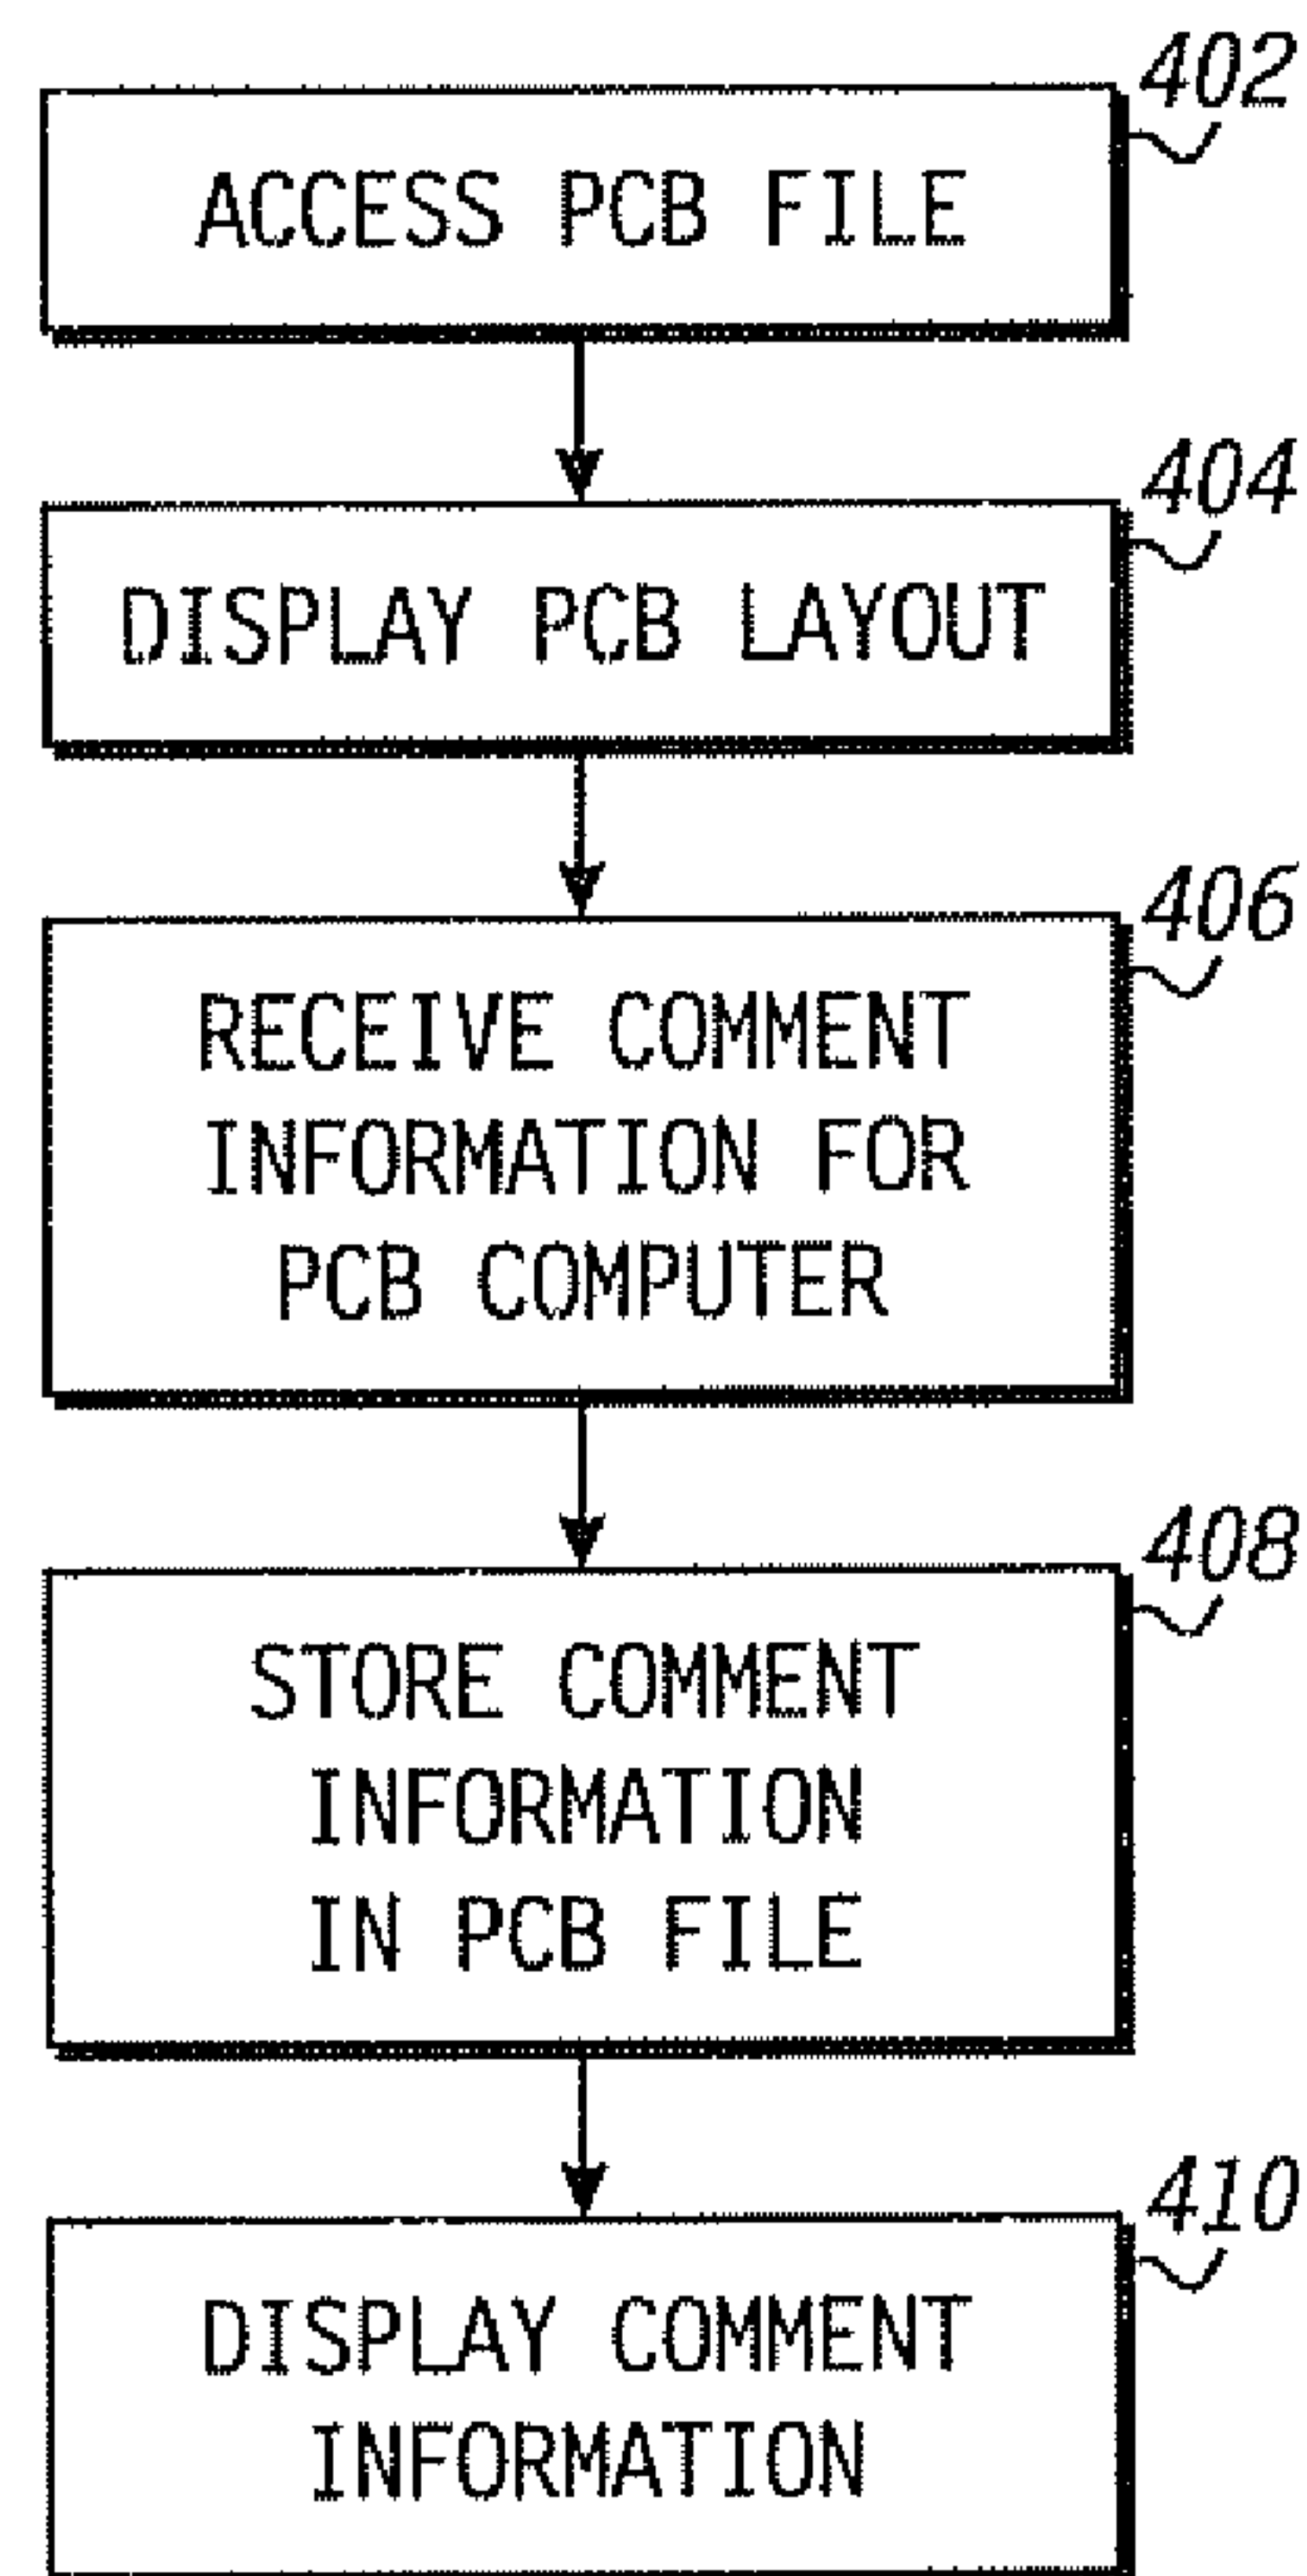 402
ACCESS PCB FILE
404
DISPLAY PCB LAYOUT
406
RECEIVE COMMENT
INFORMATION FOR
PCB COMPUTER
408
STORE COMMENT
INFORMATION
IN PCB FILE
410
DISPLAY COMMENT
INFORMATION